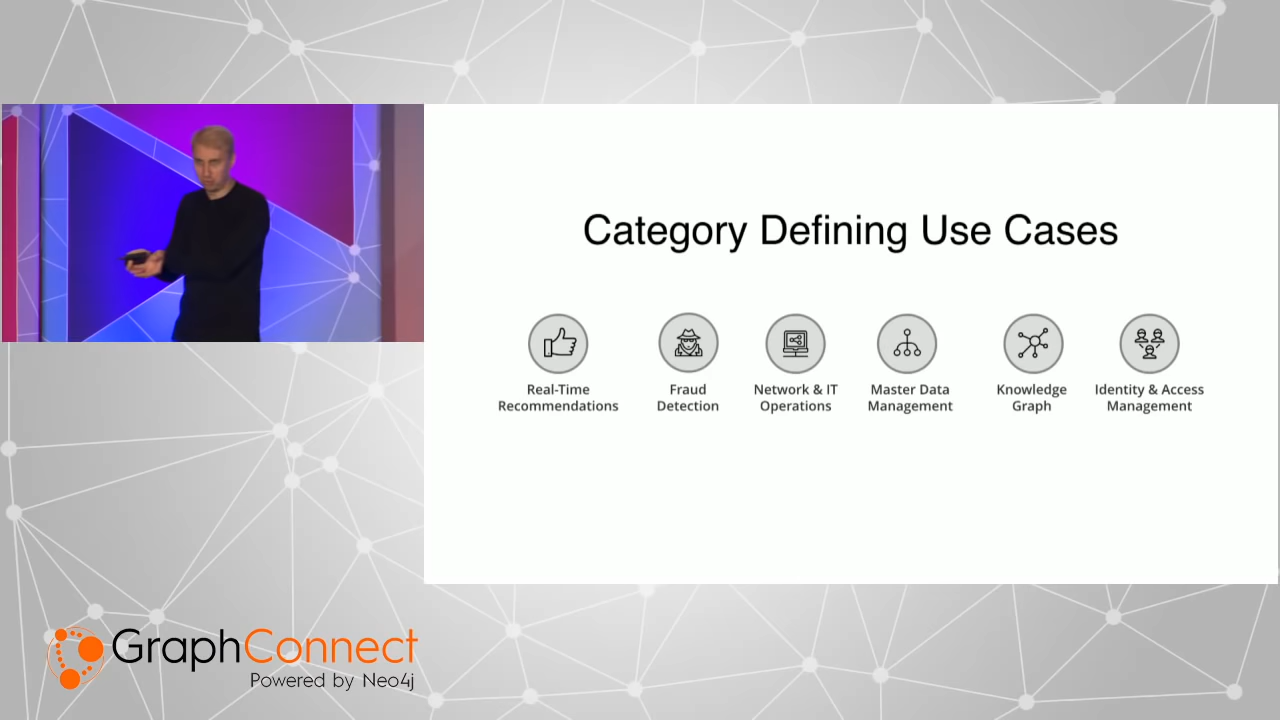 Category Defining Use Cases
Real-Time
Recommendations
Fraud
Detection
Network & IT
Operations
Master Data
Management
Knowledge
Graph
Identity & Access
Management
GraphConnect
Powered by Neo4j